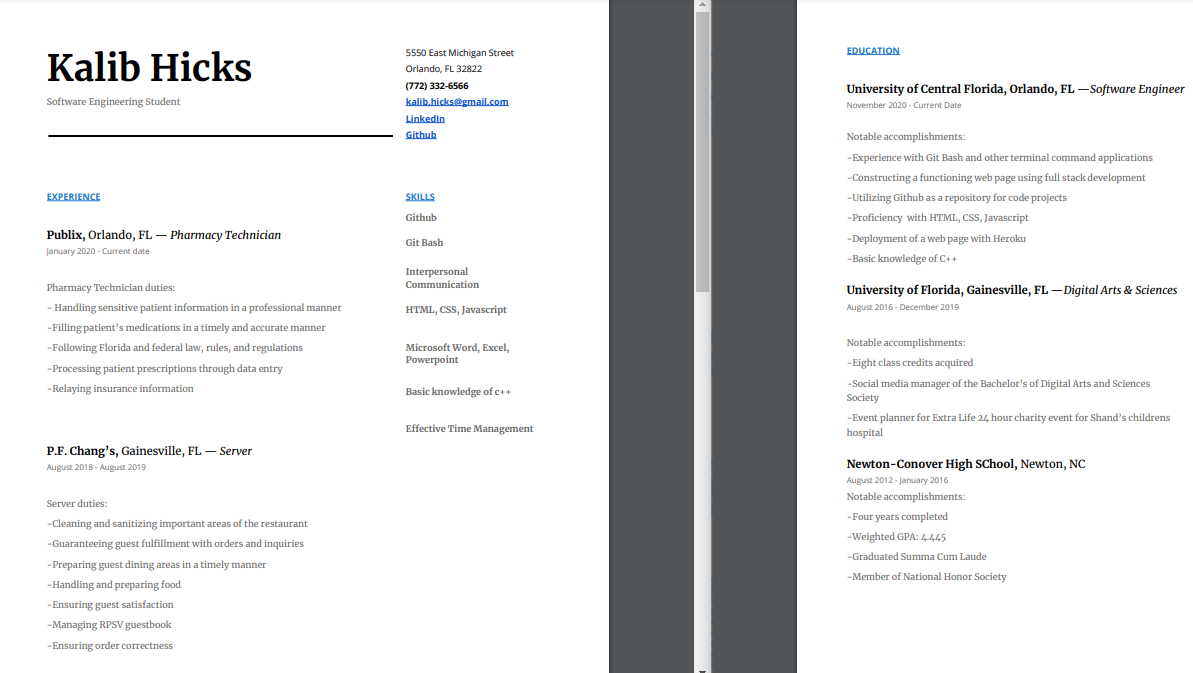 Kalib Hicks
Software Engineering Student
5550 East Michigan Street
Orlando, FL 32822
(772) 332-6566
kalib.hicks@gmail.com
LinkedIn
Github
EXPERIENCE
Publix, Orlando, FL — Pharmacy Technician
January 2020 - Current date
Pharmacy Technician duties:
- Handling sensitive patient information in a professional manner
-Filling patient’s medications in a timely and accurate manner
-Following Florida and federal law, rules, and regulations
-Processing patient prescriptions through data entry
-Relaying insurance information
P.F. Chang’s, Gainesville, FL — Server
August 2018 - August 2019
Server duties:
-Cleaning and sanitizing important areas of the restaurant
-Guaranteeing guest fulfillment with orders and inquiries
-Preparing guest dining areas in a timely manner
-Handling and preparing food
-Ensuring guest satisfaction
-Managing RPSV guestbook
-Ensuring order correctness
SKILLS
Github
Git Bash
Interpersonal
Communication
HTML, CSS, Javascript
Microsoft Word, Excel,
Powerpoint
Basic knowledge of c++
Effective Time Management
EDUCATION
University of Central Florida, Orlando, FL —Software Engineer
November 2020 - Current Date
Notable accomplishments:
-Experience with Git Bash and other terminal command applications
-Constructing a functioning web page using full stack development
-Utilizing Github as a repository for code projects
-Proficiency with HTML, CSS, Javascript
-Deployment of a web page with Heroku
-Basic knowledge of C++
University of Florida, Gainesville, FL —Digital Arts & Sciences
August 2016 - December 2019
Notable accomplishments:
-Eight class credits acquired
-Social media manager of the Bachelor’s of Digital Arts and Sciences
Society
-Event planner for Extra Life 24 hour charity event for Shand’s childrens
hospital
Newton-Conover High SChool, Newton, NC
August 2012 - January 2016
Notable accomplishments:
-Four years completed
-Weighted GPA: 4.445
-Graduated Summa Cum Laude
-Member of National Honor Society